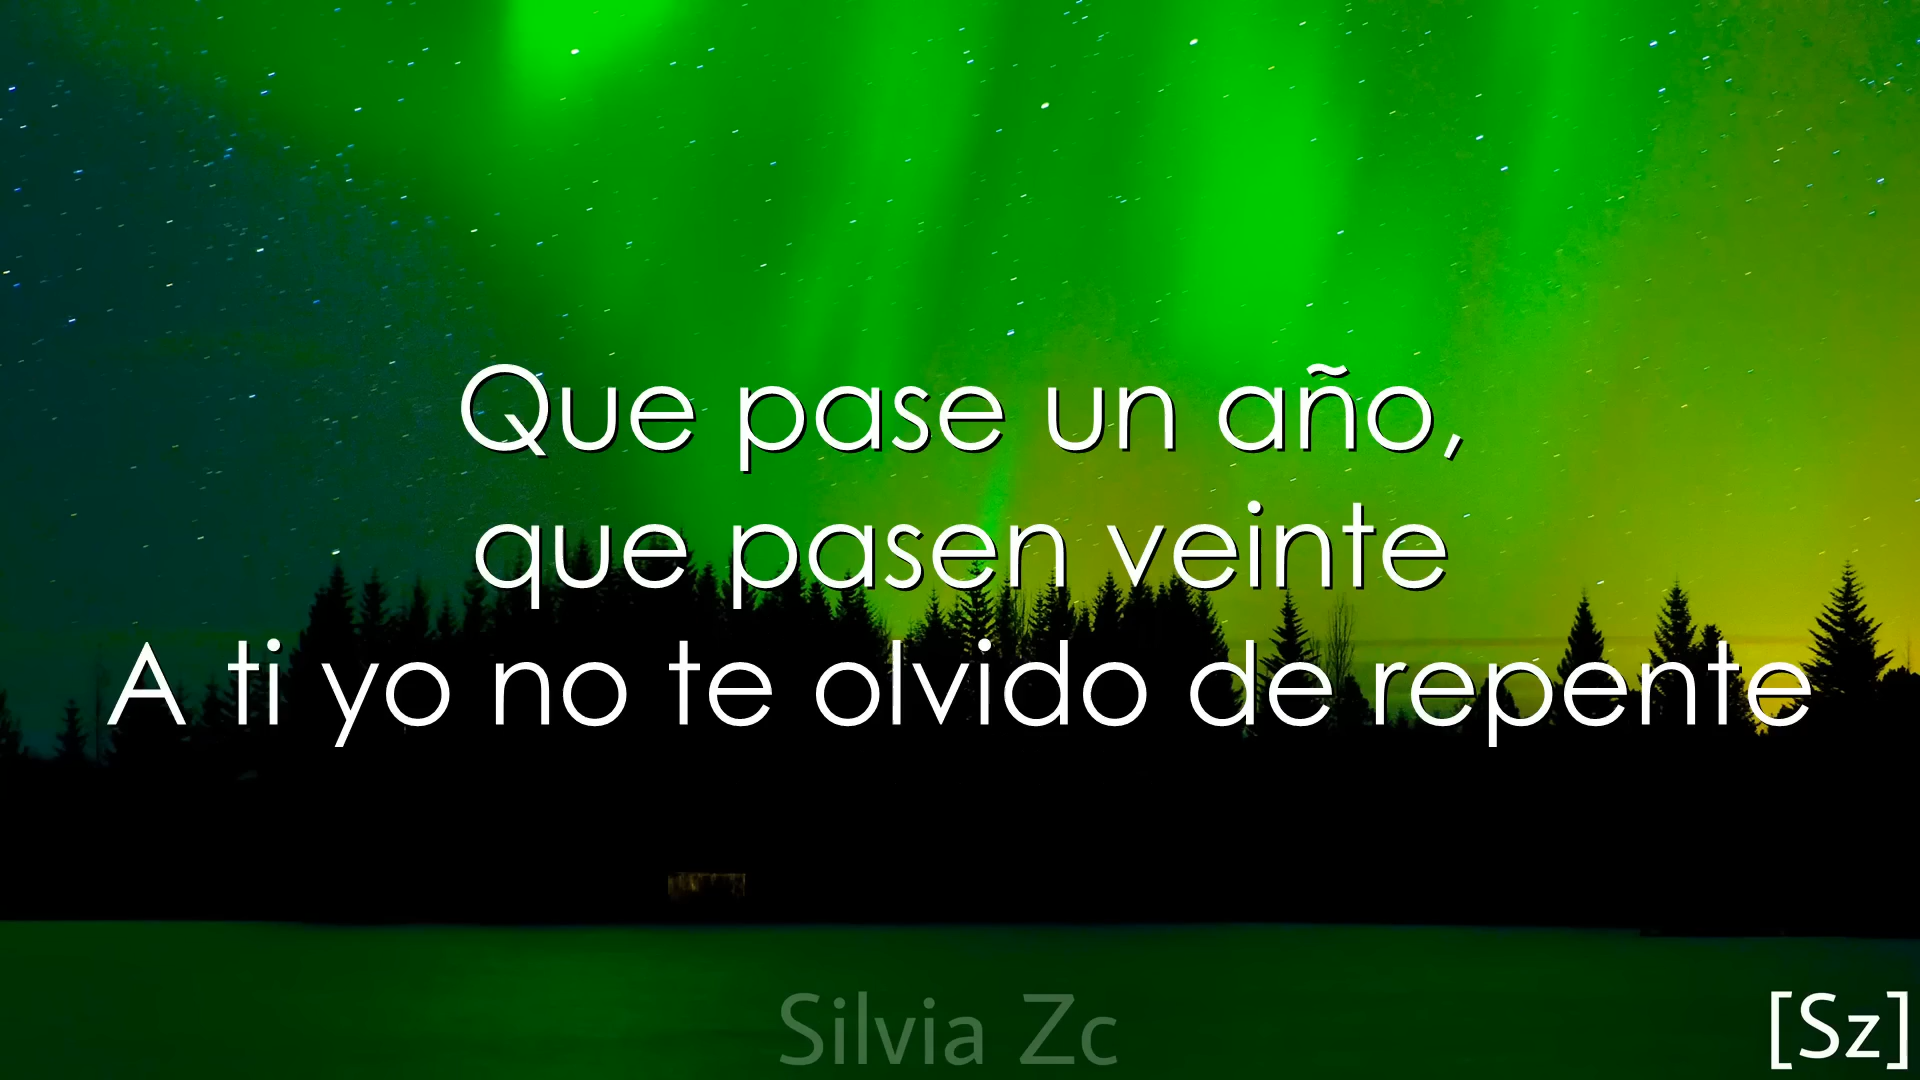 Que pase un año,
que pasen veinte
A ti yo no te olvido de repente
Silvia Zc
[Sz]